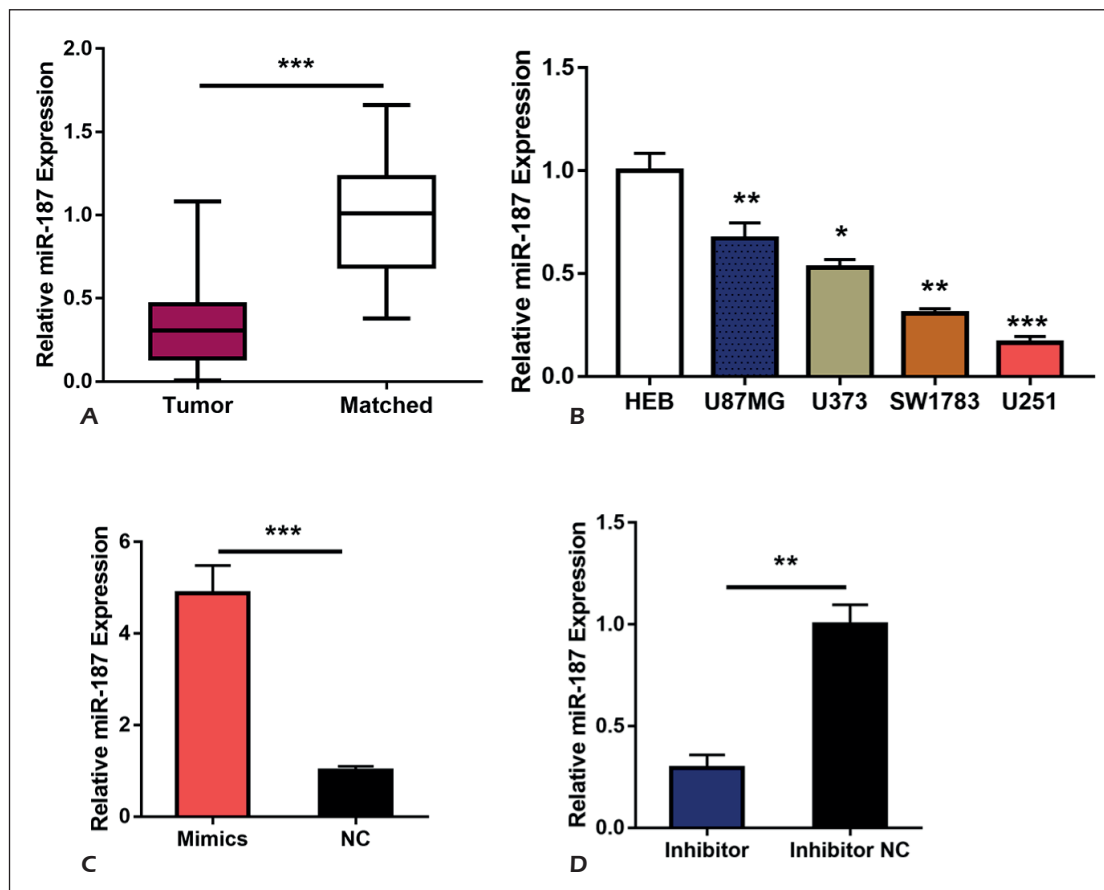 Relative miR-187 Expression
2.0
1.5
1.0
0.5
0.0
***
Tumor Matched
A
Relative miR-187 Expression
1.5
1.0
0.5
0.0
**
*
**
***
HEB U87MG U373 SW1783 U251
B
Relative miR-187 Expression
6
4
2
0
***
Mimics NC
C
Relative miR-187 Expression
1.5
1.0
0.5
0.0
**
Inhibitor Inhibitor NC
D